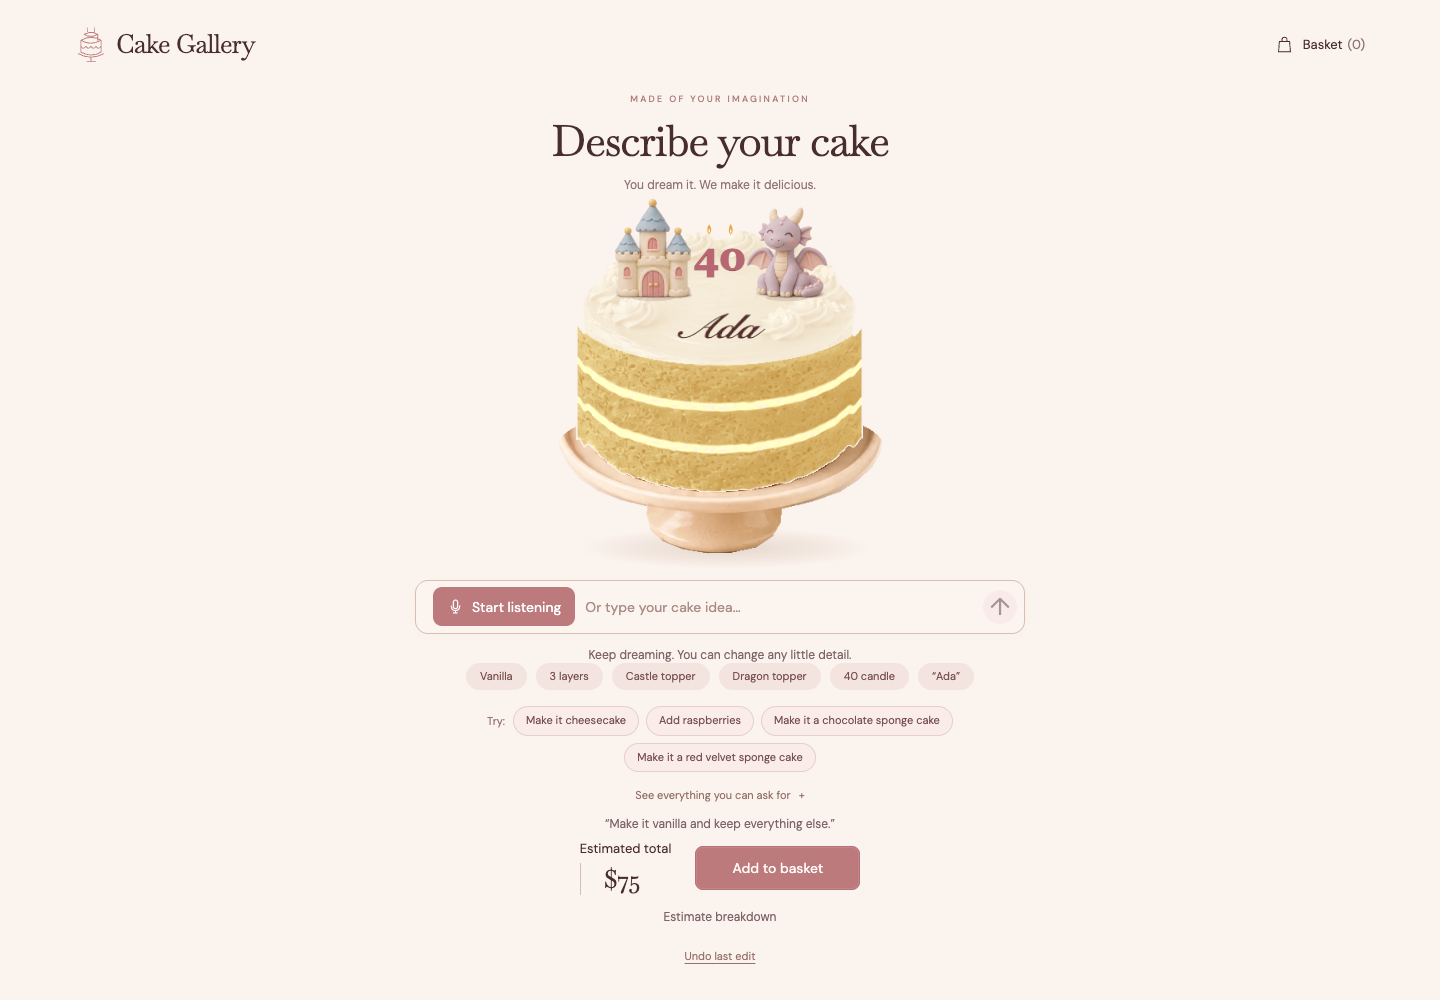 Cake Gallery
Basket (0)
MADE OF YOUR IMAGINATION
Describe your cake
You dream it. We make it delicious.
40
Ada
Start listening
Or type your cake idea...
Keep dreaming. You can change any little detail.
Vanilla
3 layers
Castle topper
Dragon topper
40 candle
“Ada”
Try:
Make it cheesecake
Add raspberries
Make it a chocolate sponge cake
Make it a red velvet sponge cake
See everything you can ask for +
“Make it vanilla and keep everything else.”
Estimated total
$75
Add to basket
Estimate breakdown
Undo last edit